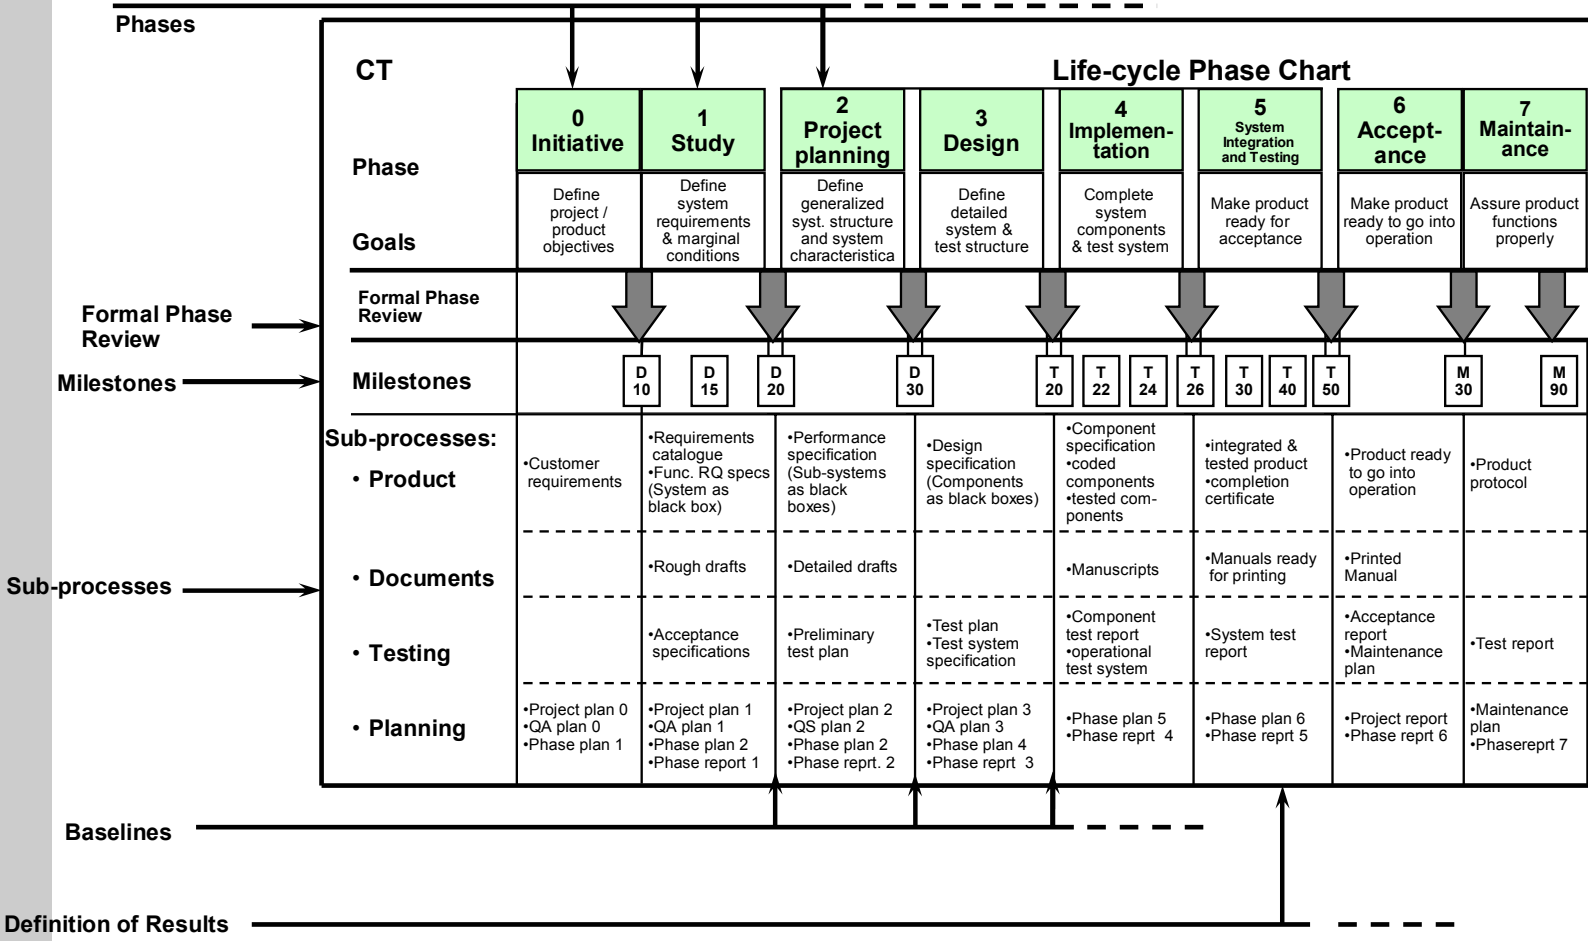 Phases
CT
Life-cycle Phase Chart
Phase
0
Initiative
1
Study
2
Project
planning
3
Design
4
Implemen-
tation
5
System
Integration
and Testing
6
Accept-
ance
7
Maintain-
ance
Goals
Define
project /
product
objectives
Define
system
requirements
& marginal
conditions
Define
generalized
syst. structure
and system
characteristica
Define
detailed
system &
test structure
Complete
system
components
& test system
Make product
ready for
acceptance
Make product
ready to go into
operation
Assure product
functions
properly
Formal Phase
Review
Formal Phase
Review
Milestones
Milestones
D
10
D
15
D
20
D
30
T
20
T
22
T
24
T
26
T
30
T
40
T
50
M
30
M
90
Sub-processes:
• Product
•Customer
requirements
•Requirements
catalogue
•Func. RQ specs
(System as
black box)
•Performance
specification
(Sub-systems
as black
boxes)
•Design
specification
(Components
as black boxes)
•Component
specification
•coded
components
•tested com-
ponents
•integrated &
tested product
•completion
certificate
•Product ready
to go into
operation
•Product
protocol
Sub-processes
• Documents
•Rough drafts
•Detailed drafts
•Manuscripts
•Manuals ready
for printing
•Printed
Manual
• Testing
•Acceptance
specifications
•Preliminary
test plan
•Test plan
•Test system
specification
•Component
test report
•operational
test system
•System test
report
•Acceptance
report
•Maintenance
plan
•Test report
• Planning
•Project plan 0
•QA plan 0
•Phase plan 1
•Project plan 1
•QA plan 1
•Phase plan 2
•Phase report 1
•Project plan 2
•QS plan 2
•Phase plan 2
•Phase reprt. 2
•Project plan 3
•QA plan 3
•Phase plan 4
•Phase reprt 3
•Phase plan 5
•Phase reprt 4
•Phase plan 6
•Phase reprt 5
•Project report
•Phase reprt 6
•Maintenance
plan
•Phasereprt 7
Baselines
Definition of Results